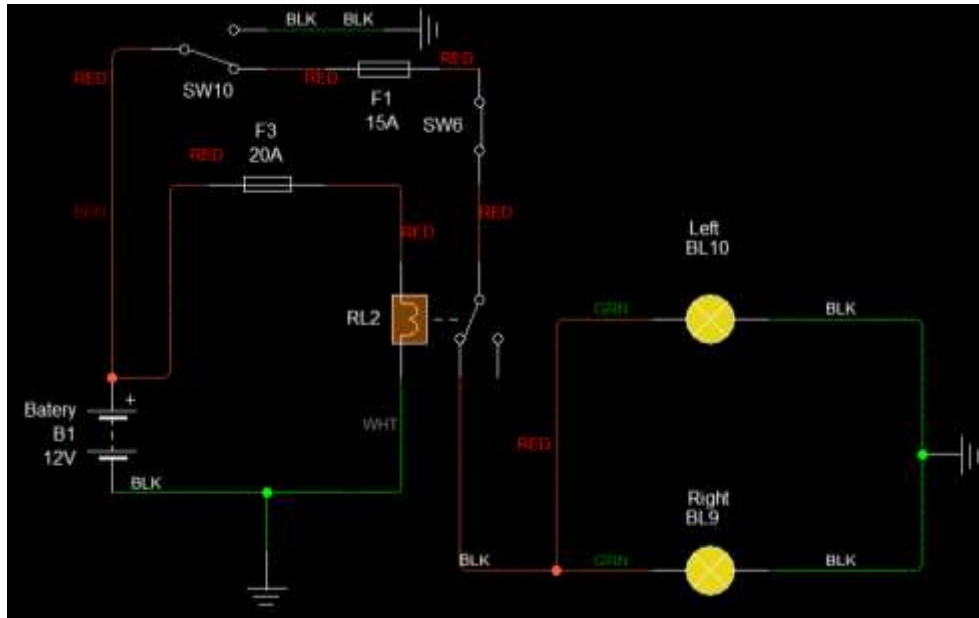 BLK BLK
RED
RED
RED
SW10
F1
15A
SW6
F3
20A
RED
RED
RED
Left
BL10
RL2
GRN
BLK
Batery
B1
12V
+
WHT
RED
BLK
Right
BL9
BLK
GRN
BLK